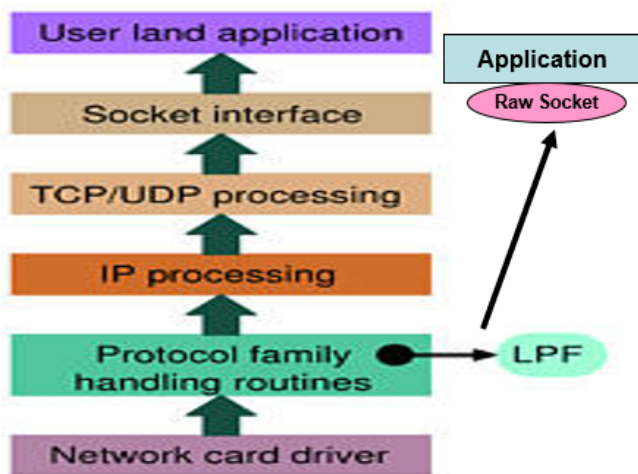 User land application
Application
Raw Socket
Socket interface
TCP/UDP processing
IP processing
Protocol family
handling routines
LPF
Network card driver